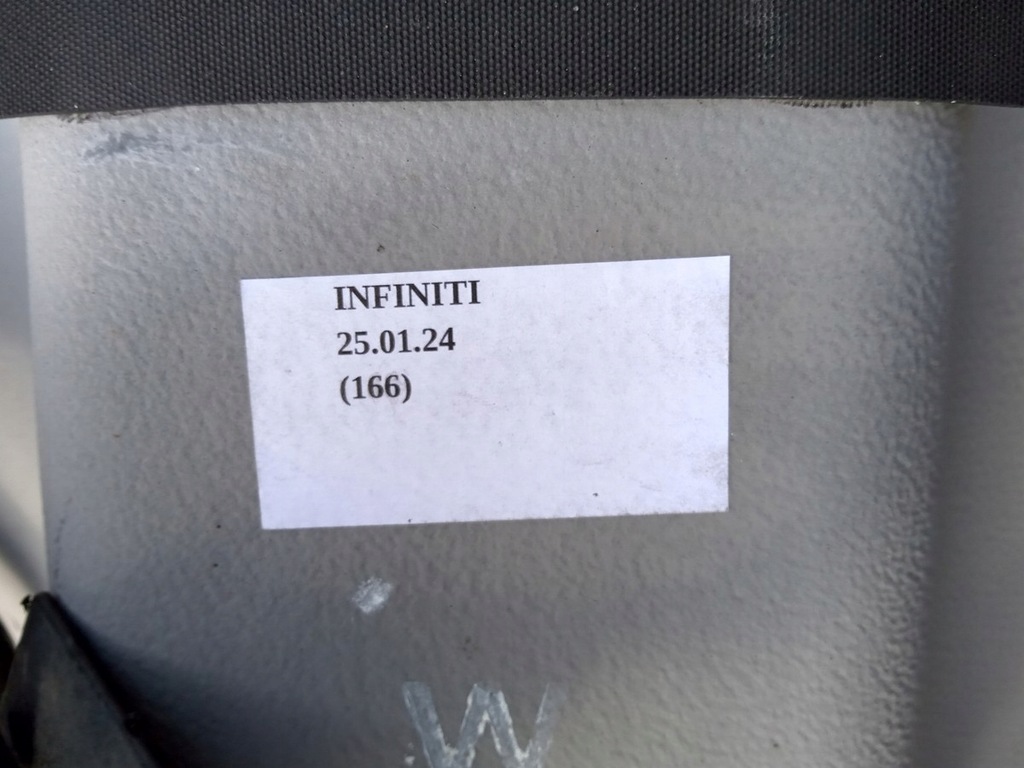 INFINITI
25.01.24
(166)
W